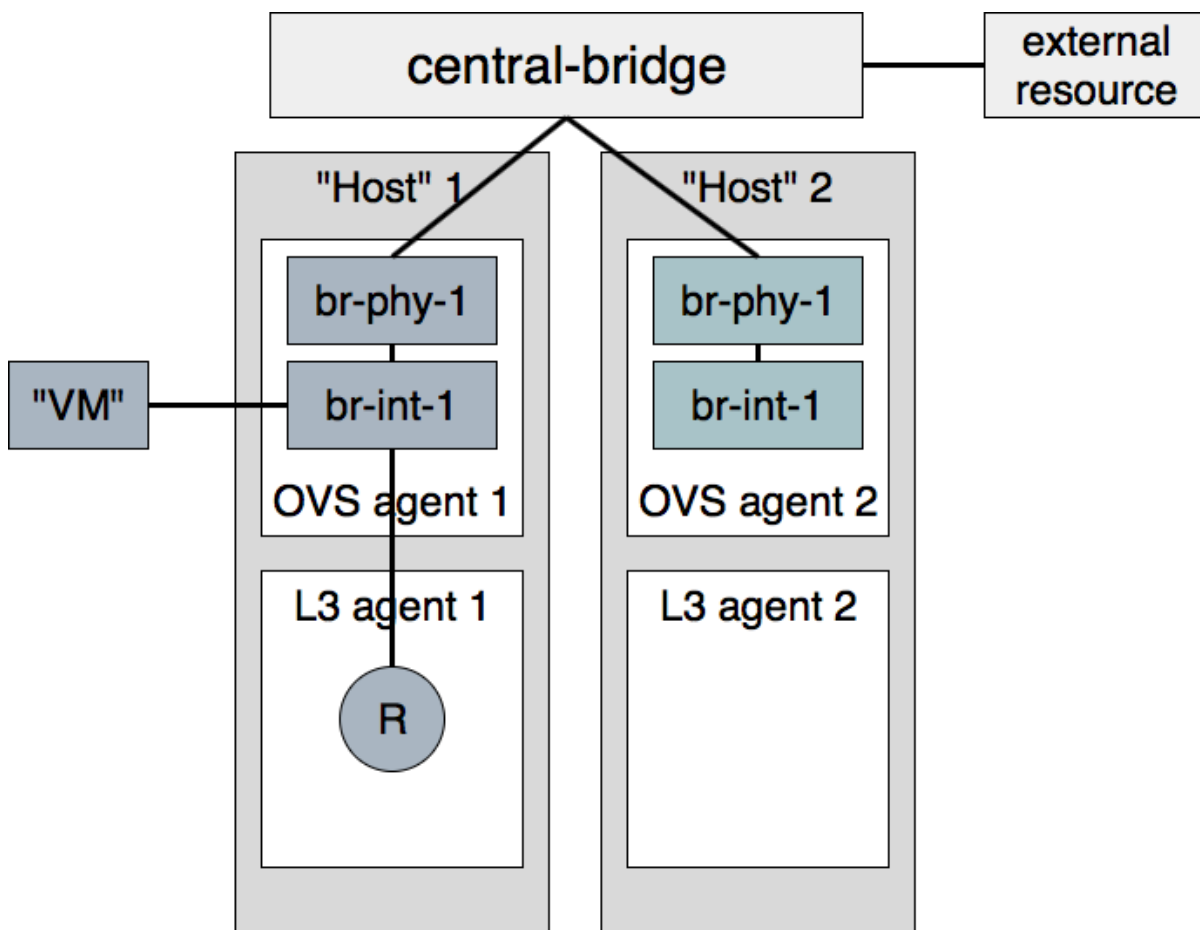 central-bridge
external
resource
"Host" 1
"Host" 2
br-phy-1
br-phy-1
"VM"
br-int-1
br-int-1
OVS agent 1
OVS agent 2
L3 agent 1
L3 agent 2
R